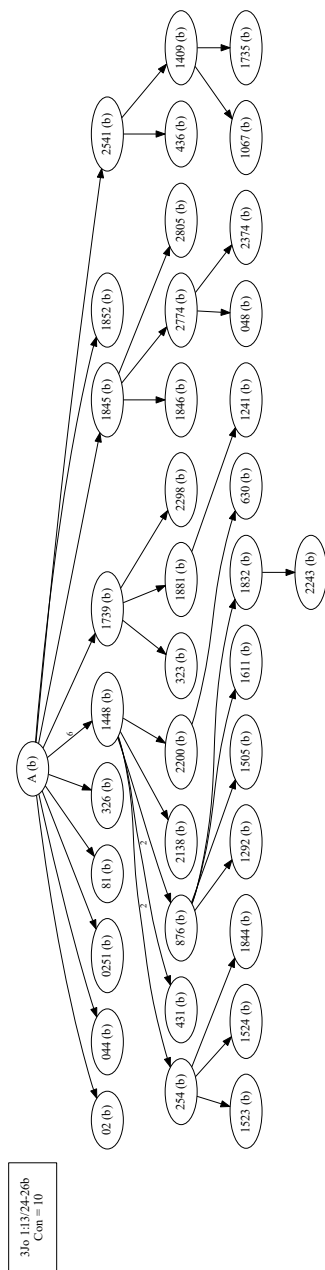 3Jo 1:13/24-26b
Con = 10
A (b)
6
02 (b)
044 (b)
0251 (b)
81 (b)
326 (b)
1448 (b)
1739 (b)
1845 (b)
1852 (b)
2541 (b)
2
2
254 (b)
431 (b)
876 (b)
2138 (b)
2200 (b)
323 (b)
1881 (b)
2298 (b)
1846 (b)
2774 (b)
2805 (b)
436 (b)
1409 (b)
1523 (b)
1524 (b)
1844 (b)
1292 (b)
1505 (b)
1611 (b)
1832 (b)
630 (b)
1241 (b)
048 (b)
2374 (b)
1067 (b)
1735 (b)
2243 (b)